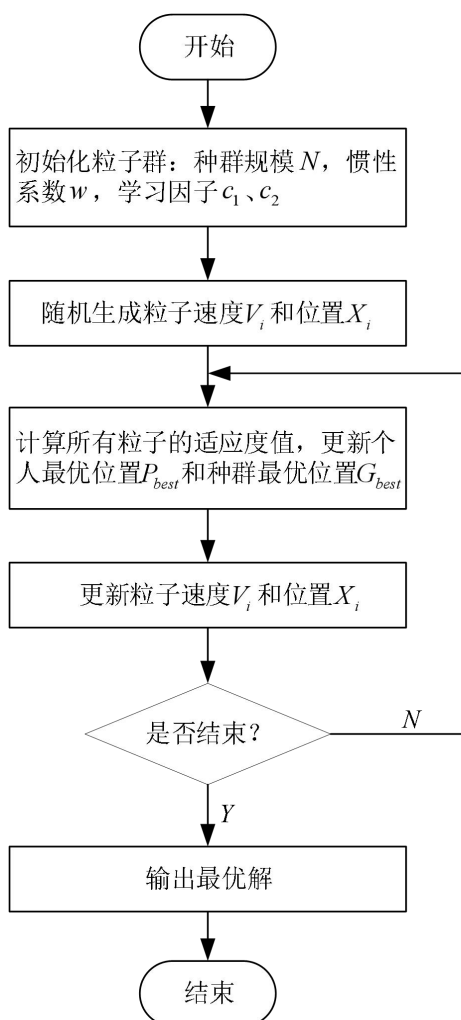 开始
初始化粒子群：种群规模N，惯性
系数w，学习因子c₁、c₂
随机生成粒子速度Vᵢ和位置Xᵢ
计算所有粒子的适应度值，更新个
人最优位置P_best和种群最优位置G_best
更新粒子速度Vᵢ和位置Xᵢ
是否结束？
N
Y
输出最优解
结束